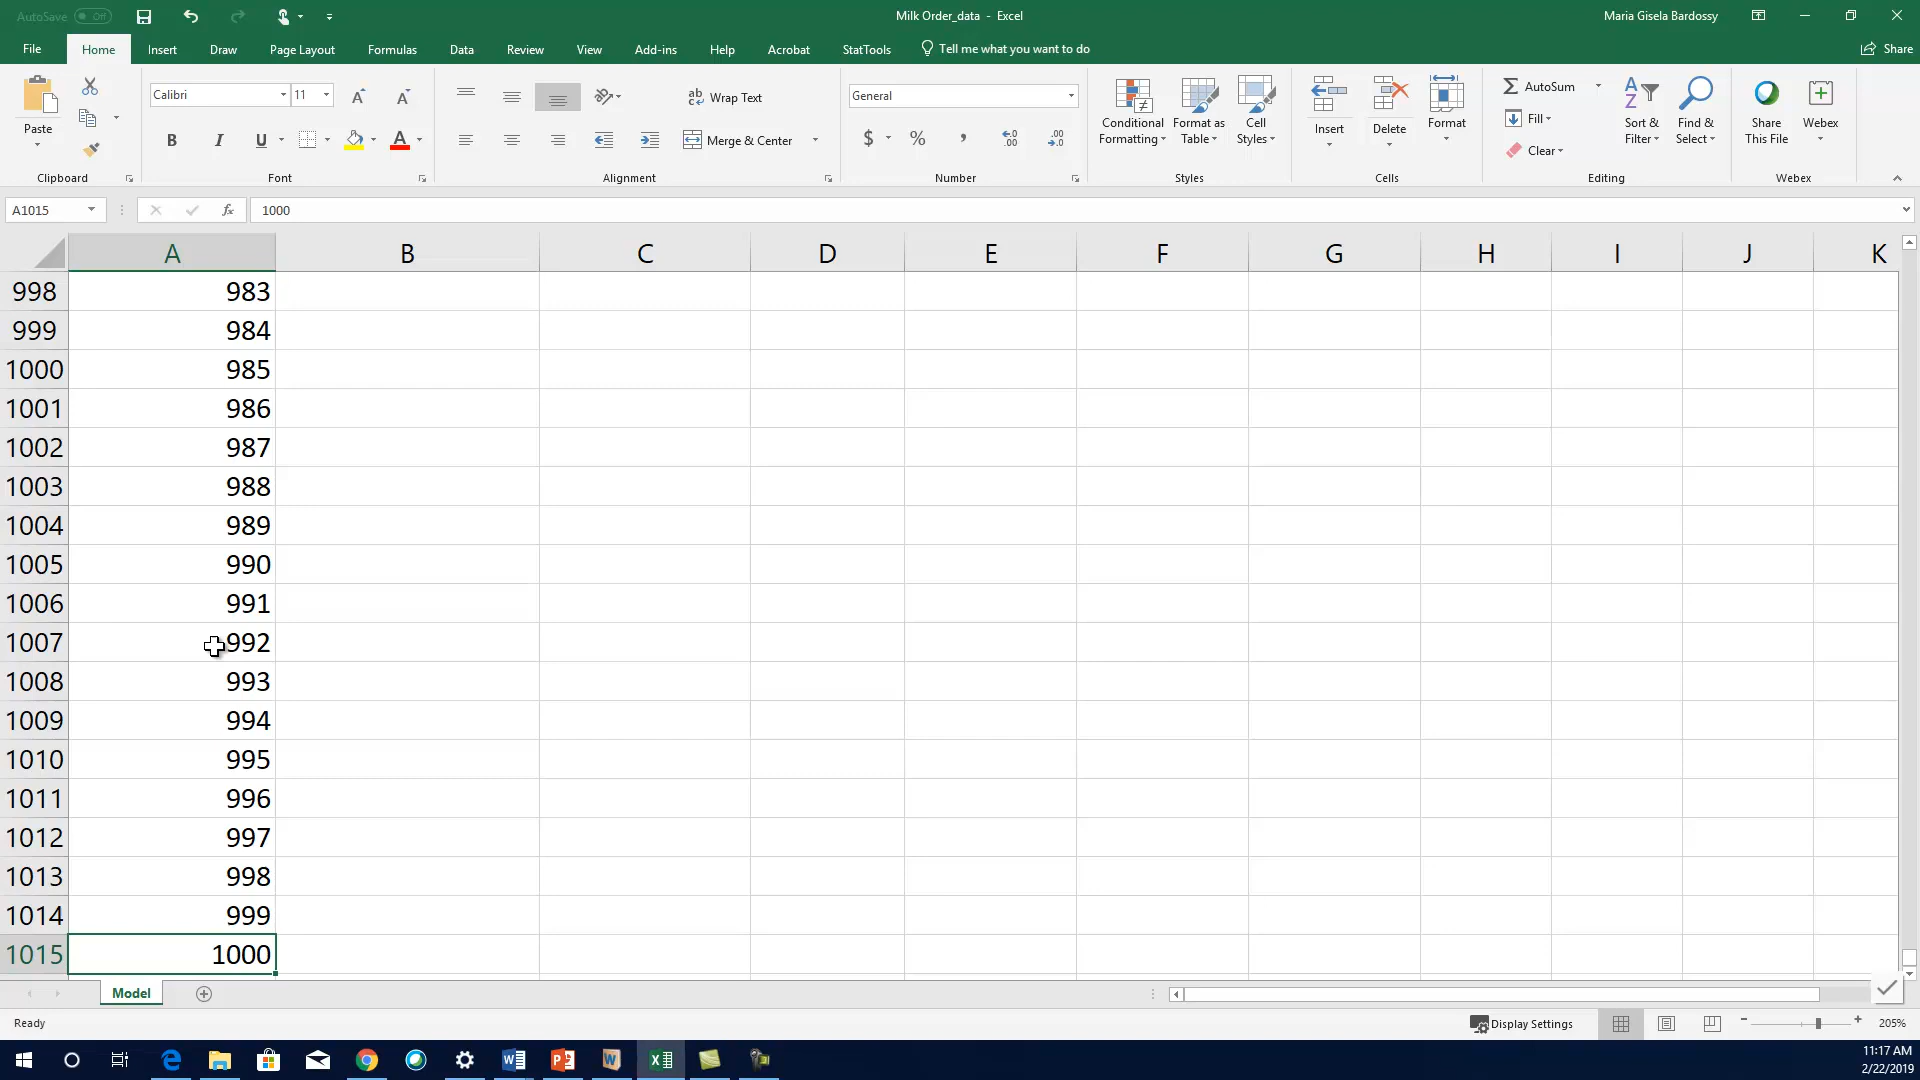 AutoSave Off
Milk Order_data - Excel
Maria Gisela Bardossy
File Home Insert Draw Page Layout Formulas Data Review View Add-ins Help Acrobat StatTools Tell me what you want to do Share
Paste
Clipboard
Calibri 11
B I U
Font
Wrap Text
Merge & Center
Alignment
General
$ % , .00 .00
Number
Conditional Formatting
Format as Table
Cell Styles
Styles
Insert Delete Format
Cells
AutoSum
Fill
Clear
Sort & Filter
Find & Select
Editing
Share This File
Webex
Webex
A1015 fx 1000
A B C D E F G H I J K
998 983
999 984
1000 985
1001 986
1002 987
1003 988
1004 989
1005 990
1006 991
1007 992
1008 993
1009 994
1010 995
1011 996
1012 997
1013 998
1014 999
1015 1000
Model
Ready
Display Settings
205%
11:17 AM
2/22/2019